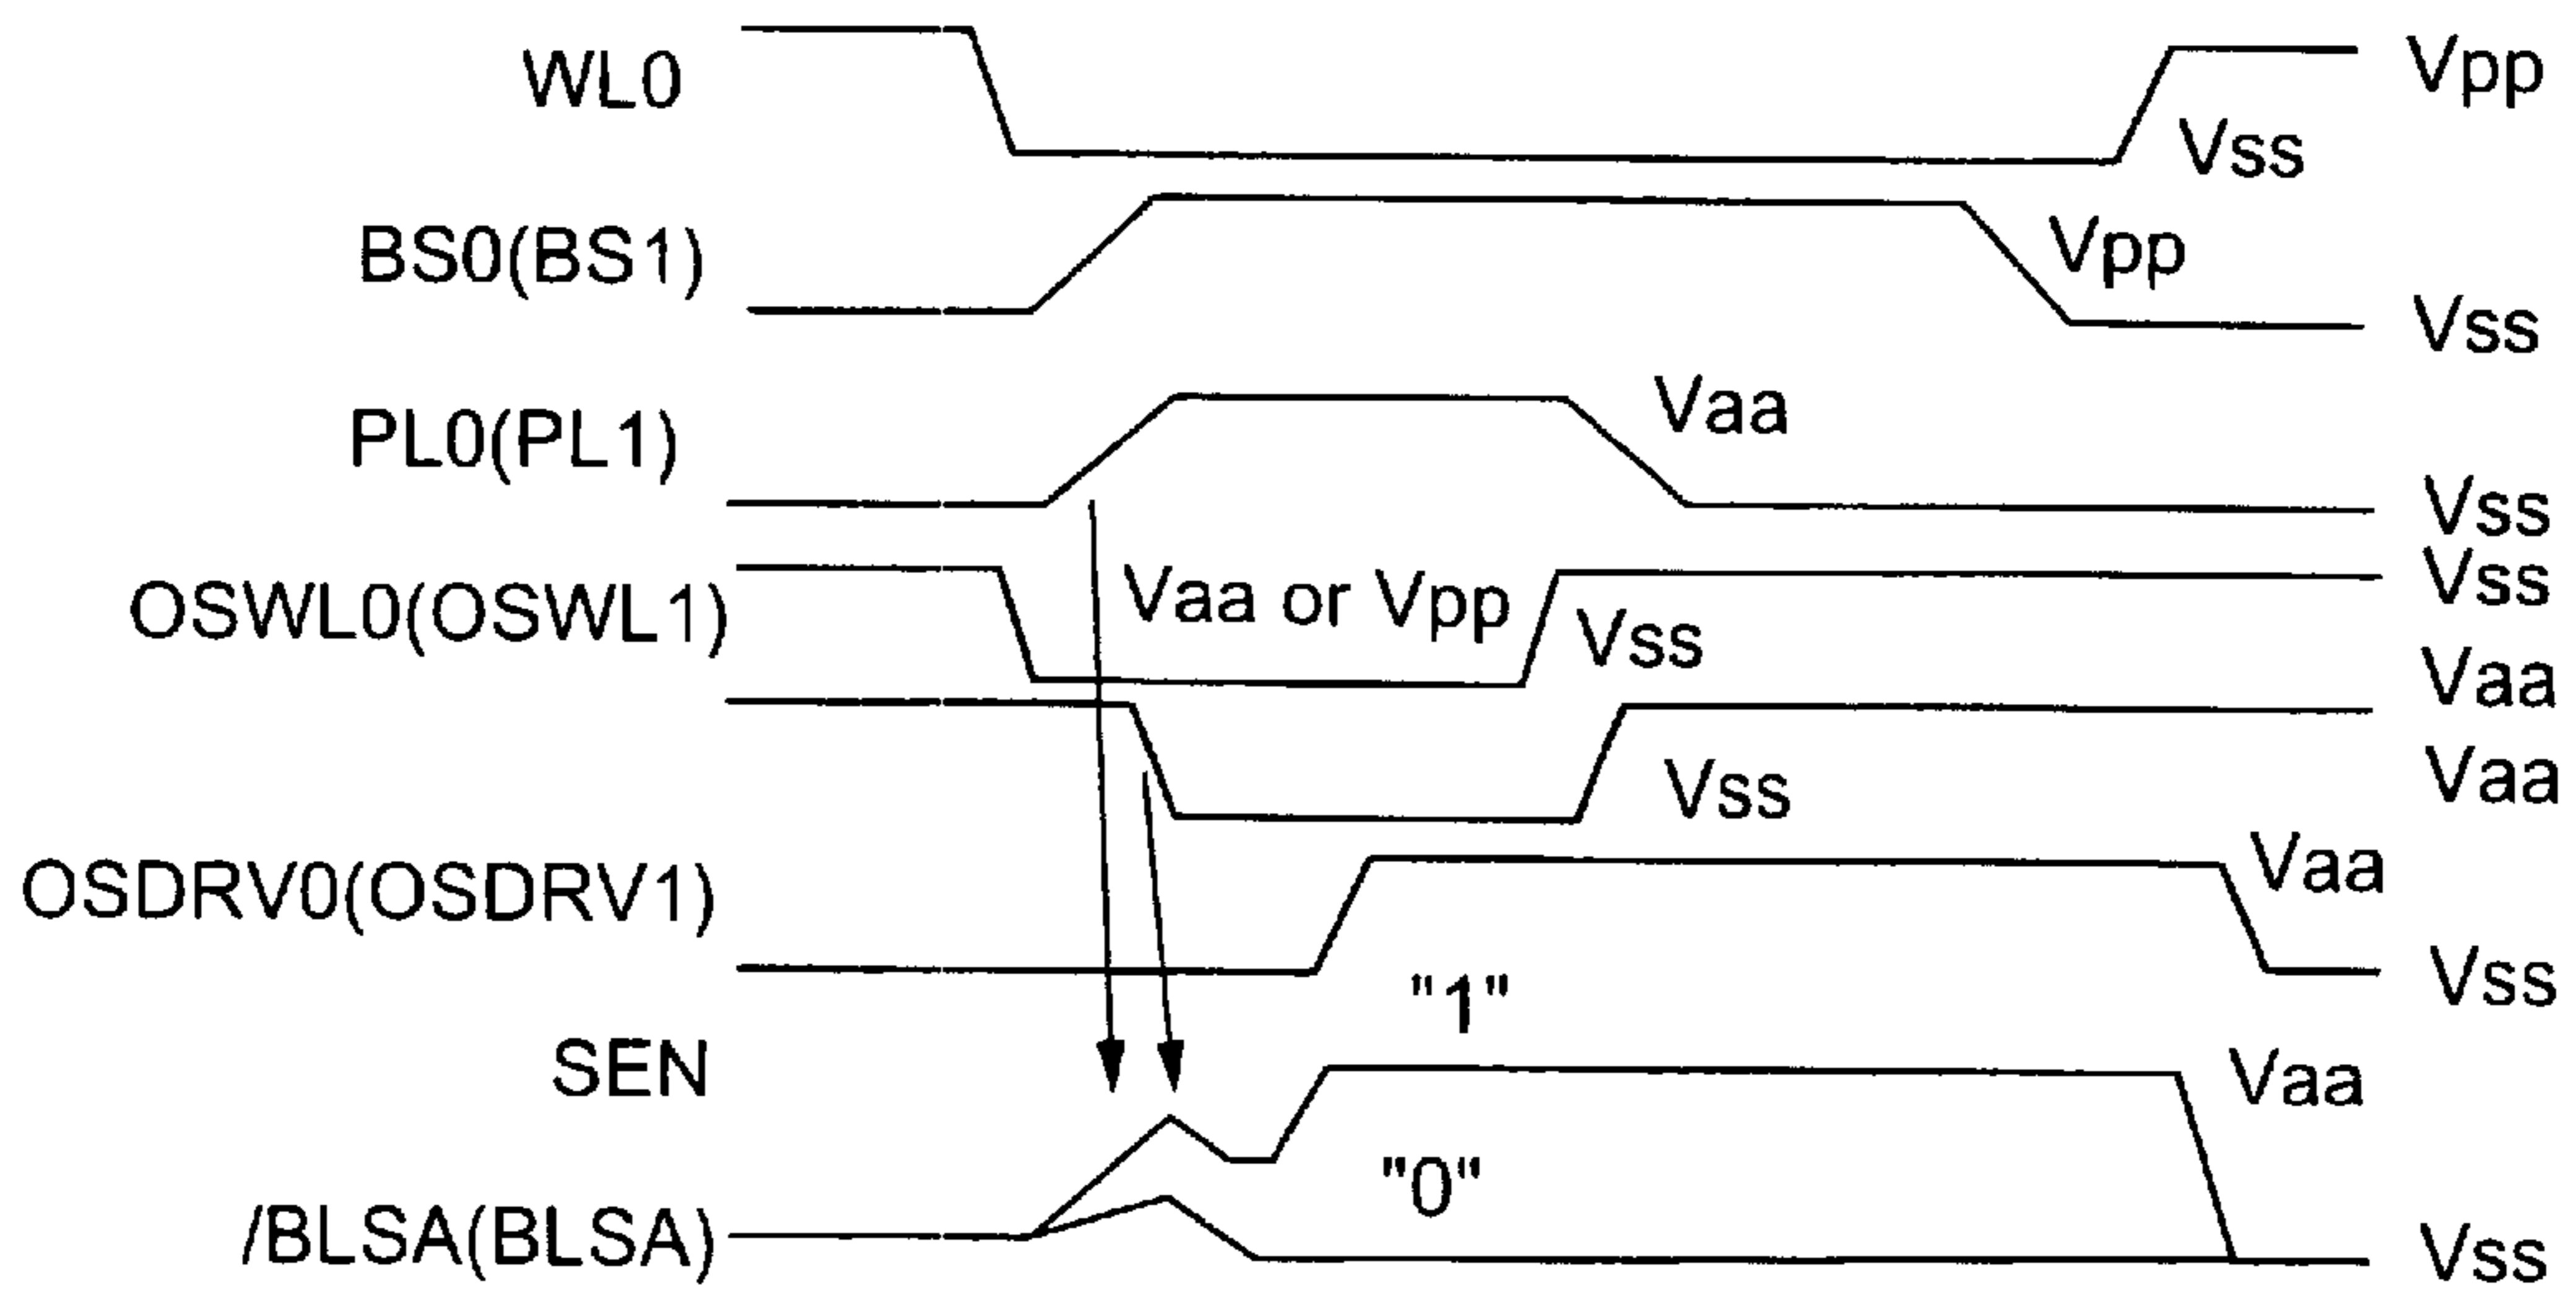 WL0 Vpp
Vss
BS0(BS1) Vpp
Vss
PL0(PL1) Vaa
Vss
OSWL0(OSWL1) Vaa or Vpp Vss Vss
Vaa
Vss Vaa
OSDRV0(OSDRV1) Vaa
"1" Vss
SEN Vaa
"0"
/BLSA(BLSA) Vss